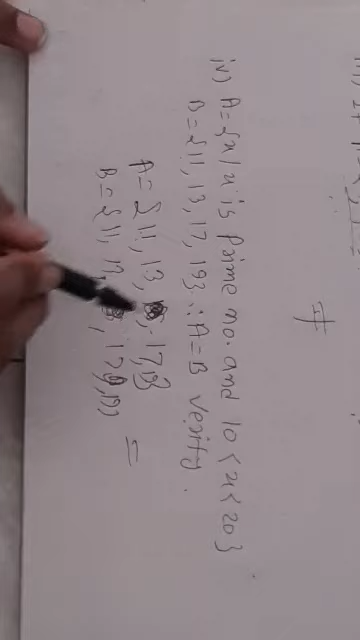 iv) A = {x / x is Prime no. and 10 < x < 20}
B = {11, 13, 17, 19} ∴ A = B verify.
A = {11, 13, , 17, 19}
B = {11, 13, , 17, 19}
=
#